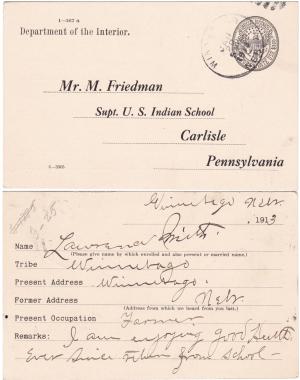 1-567 a
Department of the Interior.
Mr. M. Friedman
Supt. U. S. Indian School
Carlisle
Pennsylvania
Winnebago Nebr.
, 1913
Name Lawrence Smith.
(Please give name by which enrolled and also present or married name.)
Tribe Winnebago
Present Address Winnebago.
Former Address Nebr.
(Address from which we heard from you last.)
Present Occupation Farmer.
Remarks: I am enjoying good health
Ever since return from school —